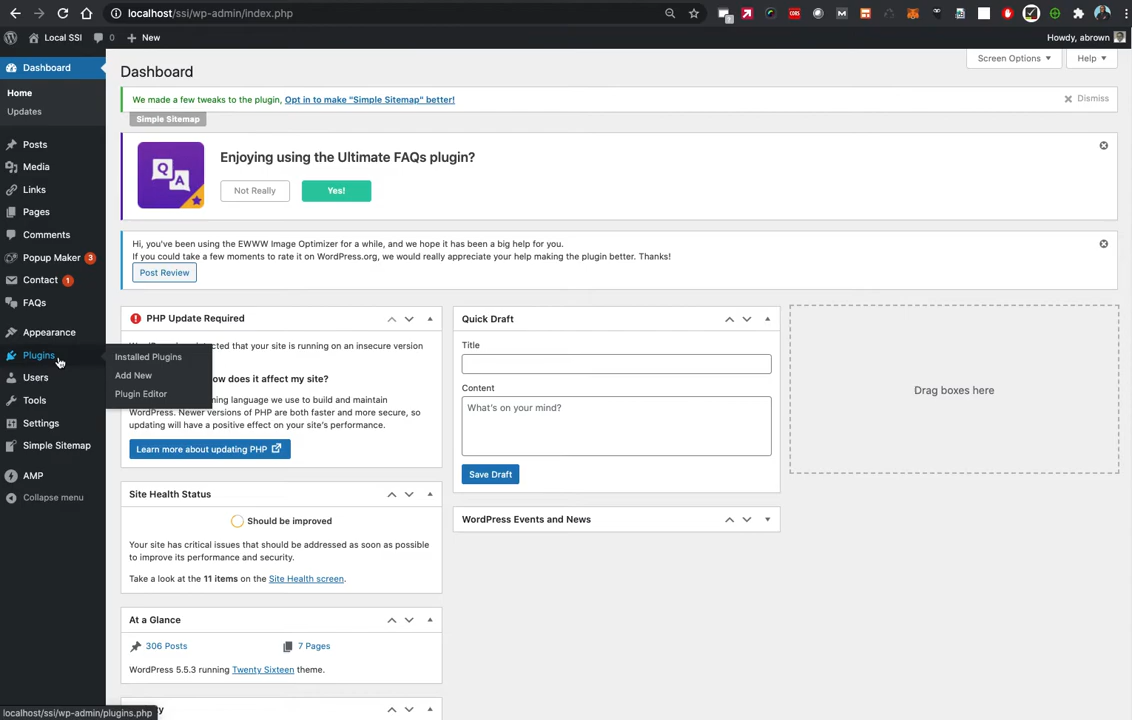 localhost/ssi/wp-admin/index.php
Local SSI
0
New
Howdy, abrown
Dashboard
Home
Updates
Posts
Media
Links
Pages
Comments
Popup Maker 3
Contact 1
FAQs
Appearance
Plugins
Users
Tools
Settings
Simple Sitemap
AMP
Collapse menu
Installed Plugins
Add New
Plugin Editor
Dashboard
Screen Options
Help
We made a few tweaks to the plugin, Opt in to make "Simple Sitemap" better!
Dismiss
Simple Sitemap
Q
A
Enjoying using the Ultimate FAQs plugin?
Not Really
Yes!
Hi, you've been using the EWWW Image Optimizer for a while, and we hope it has been a big help for you.
If you could take a few moments to rate it on WordPress.org, we would really appreciate your help making the plugin better. Thanks!
Post Review
PHP Update Required
that your site is running on an insecure version
how does it affect my site?
language we use to build and maintain
WordPress. Newer versions of PHP are both faster and more secure, so
updating will have a positive effect on your site's performance.
Learn more about updating PHP
Site Health Status
Should be improved
Your site has critical issues that should be addressed as soon as possible
to improve its performance and security.
Take a look at the 11 items on the Site Health screen.
At a Glance
306 Posts
7 Pages
WordPress 5.5.3 running Twenty Sixteen theme.
Quick Draft
Title
Content
What's on your mind?
Save Draft
WordPress Events and News
Drag boxes here
localhost/ssi/wp-admin/plugins.php